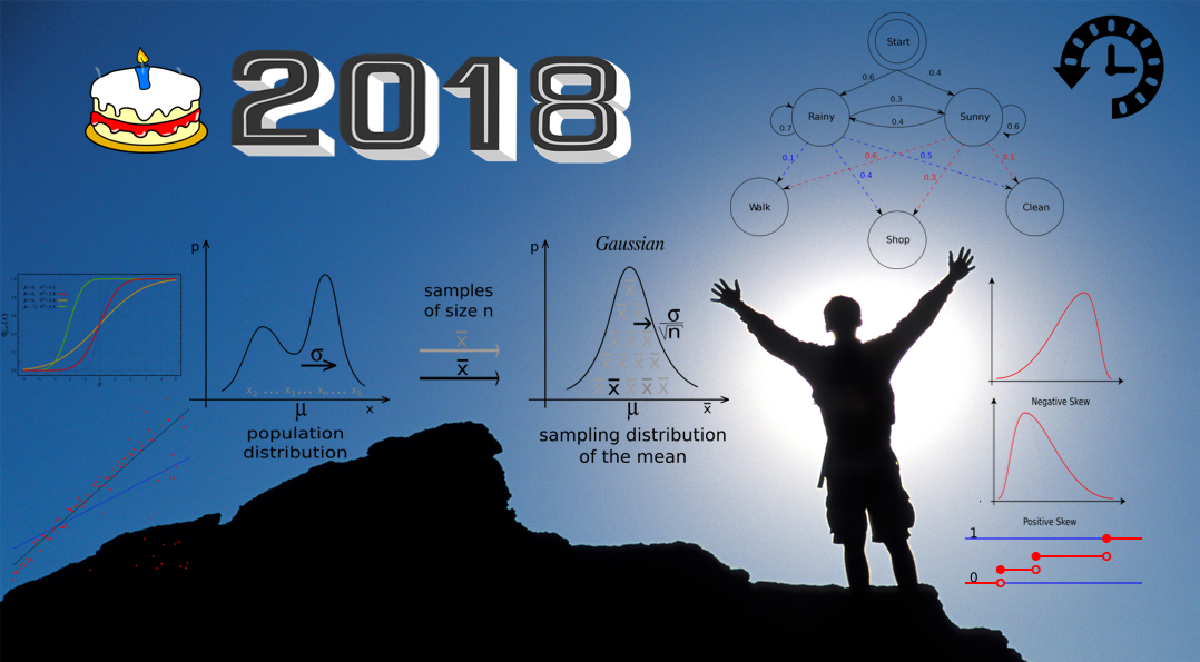 2018
Start
0.6
0.4
Rainy
0.3
Sunny
0.7
0.4
0.6
0.1
0.6
0.5
0.1
0.4
0.3
Walk
Clean
Shop
p
samples
of size n
x̄
x̄
σ
μ
x
population
distribution
p
Gaussian
σ
√n
x̄
μ
x̄
sampling distribution
of the mean
Negative Skew
Positive Skew
1
0